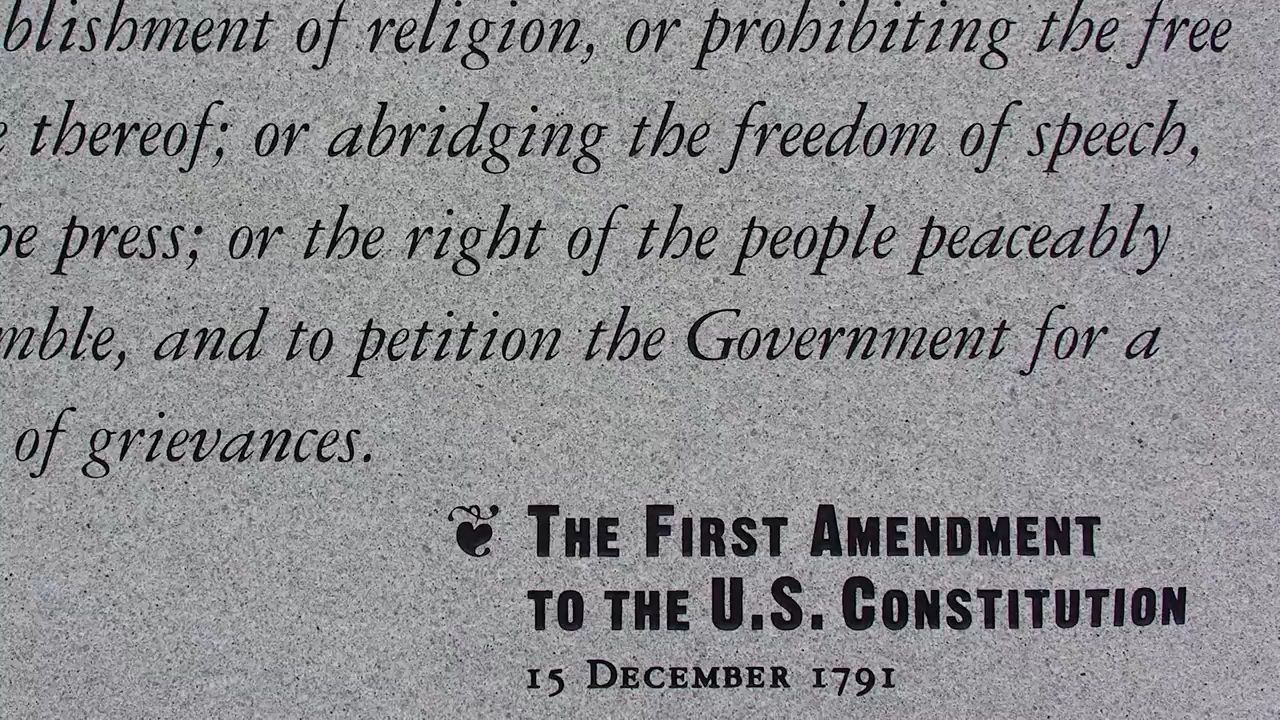 blishment of religion, or prohibiting the free
e thereof; or abridging the freedom of speech,
he press; or the right of the people peaceably
mble, and to petition the Government for a
of grievances.
❦ THE FIRST AMENDMENT
TO THE U.S. CONSTITUTION
15 DECEMBER 1791